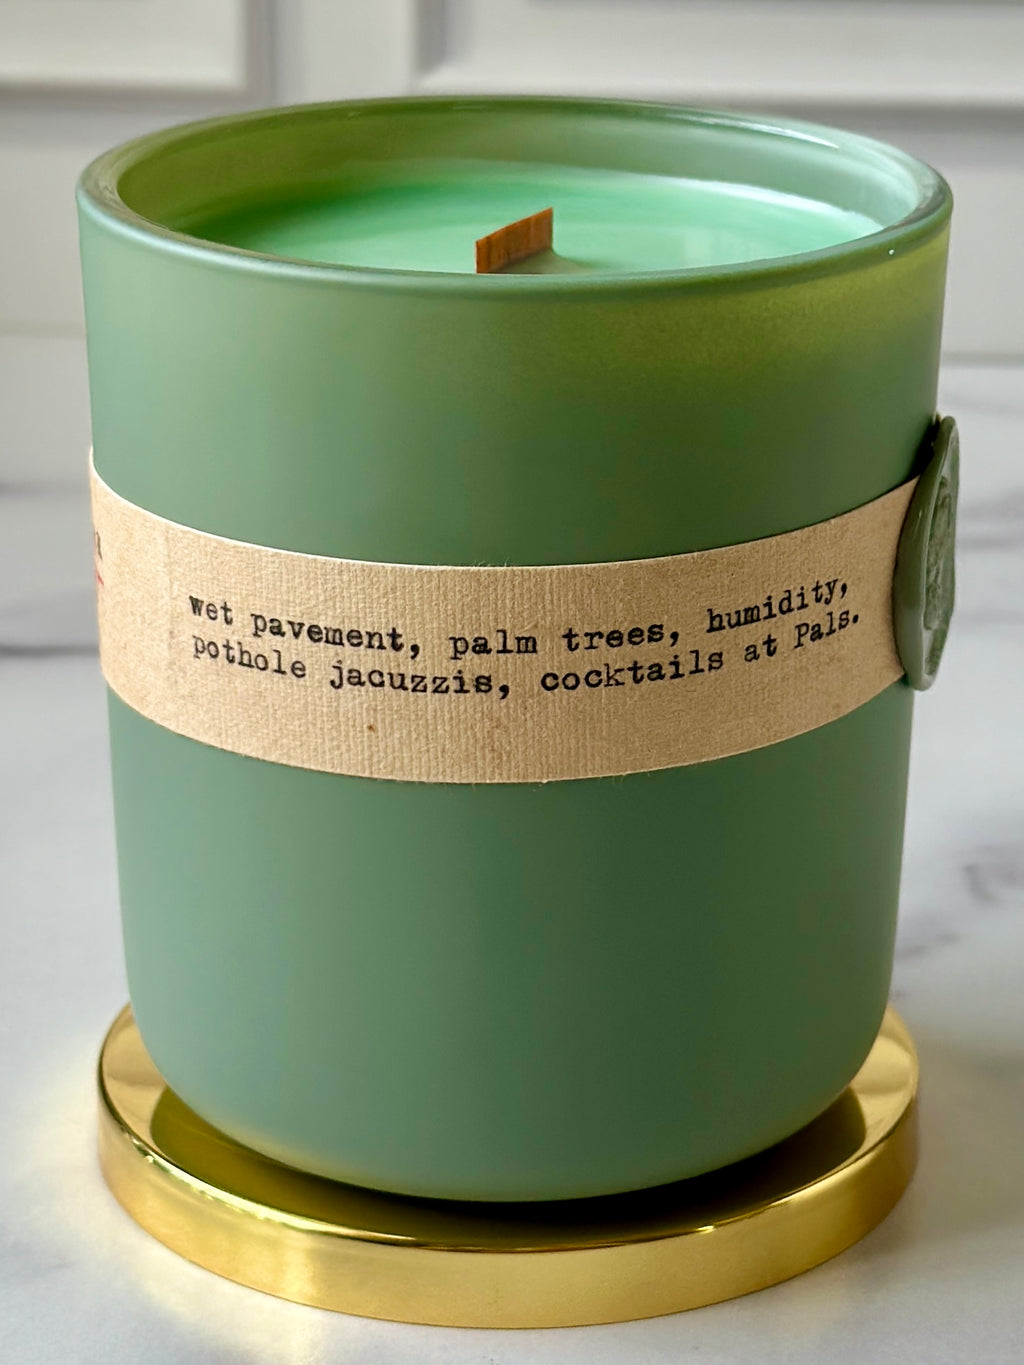 wet pavement, palm trees, humidity,
pothole jacuzzis, cocktails at Pals.